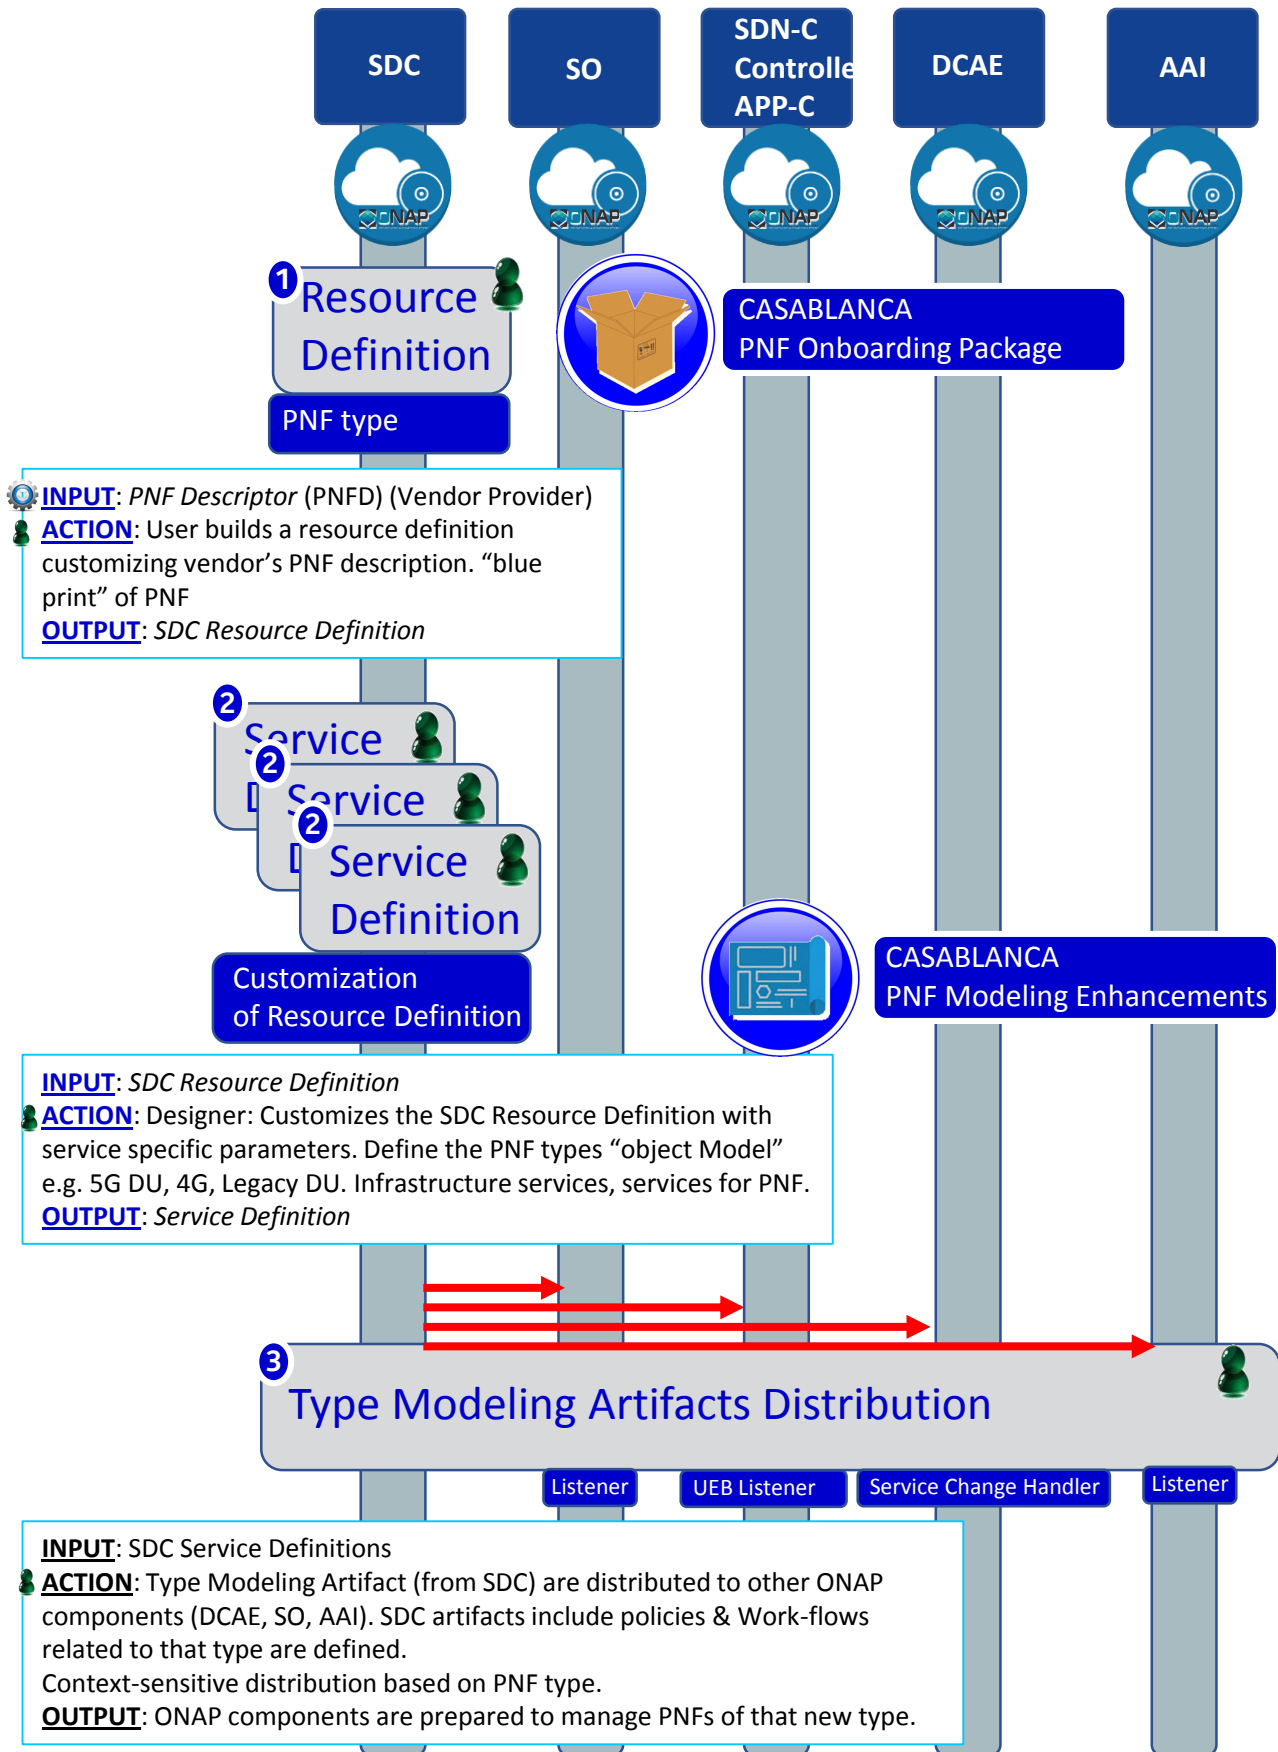 SDC
SO
SDN-C
Controlle
APP-C
DCAE
AAI
ONAP
ONAP
ONAP
ONAP
ONAP
1
Resource
Definition
PNF type
CASABLANCA
PNF Onboarding Package
INPUT: PNF Descriptor (PNFD) (Vendor Provider)
ACTION: User builds a resource definition
customizing vendor’s PNF description. “blue
print” of PNF
OUTPUT: SDC Resource Definition
2
Service
D
2
Service
D
2
Service
Definition
Customization
of Resource Definition
CASABLANCA
PNF Modeling Enhancements
INPUT: SDC Resource Definition
ACTION: Designer: Customizes the SDC Resource Definition with
service specific parameters. Define the PNF types “object Model”
e.g. 5G DU, 4G, Legacy DU. Infrastructure services, services for PNF.
OUTPUT: Service Definition
3
Type Modeling Artifacts Distribution
Listener
UEB Listener
Service Change Handler
Listener
INPUT: SDC Service Definitions
ACTION: Type Modeling Artifact (from SDC) are distributed to other ONAP
components (DCAE, SO, AAI). SDC artifacts include policies & Work-flows
related to that type are defined.
Context-sensitive distribution based on PNF type.
OUTPUT: ONAP components are prepared to manage PNFs of that new type.